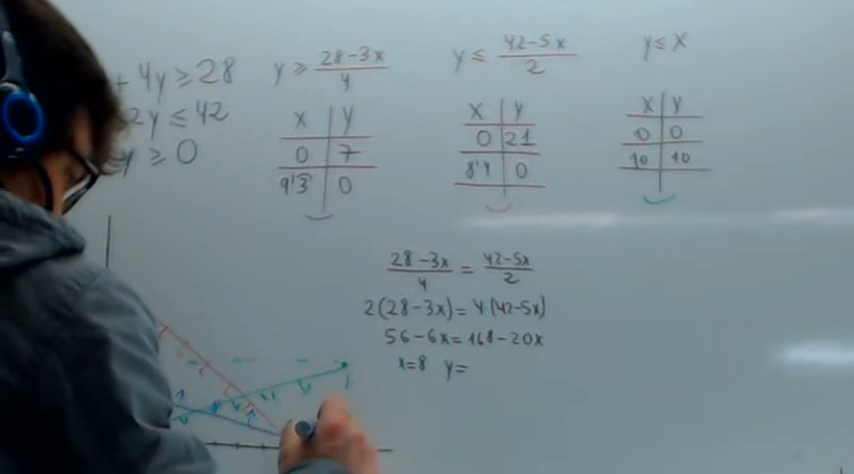 + 4y ≥ 28
2y ≤ 42
y ≥ 0
y ≥ (28-3x)/4
x | y
0 | 7
9'3 | 0
y ≤ (42-5x)/2
x | y
0 | 21
8'4 | 0
y ≤ x
x | y
0 | 0
10 | 10
(28-3x)/4 = (42-5x)/2
2(28-3x) = 4(42-5x)
56-6x = 168-20x
x=8 y=